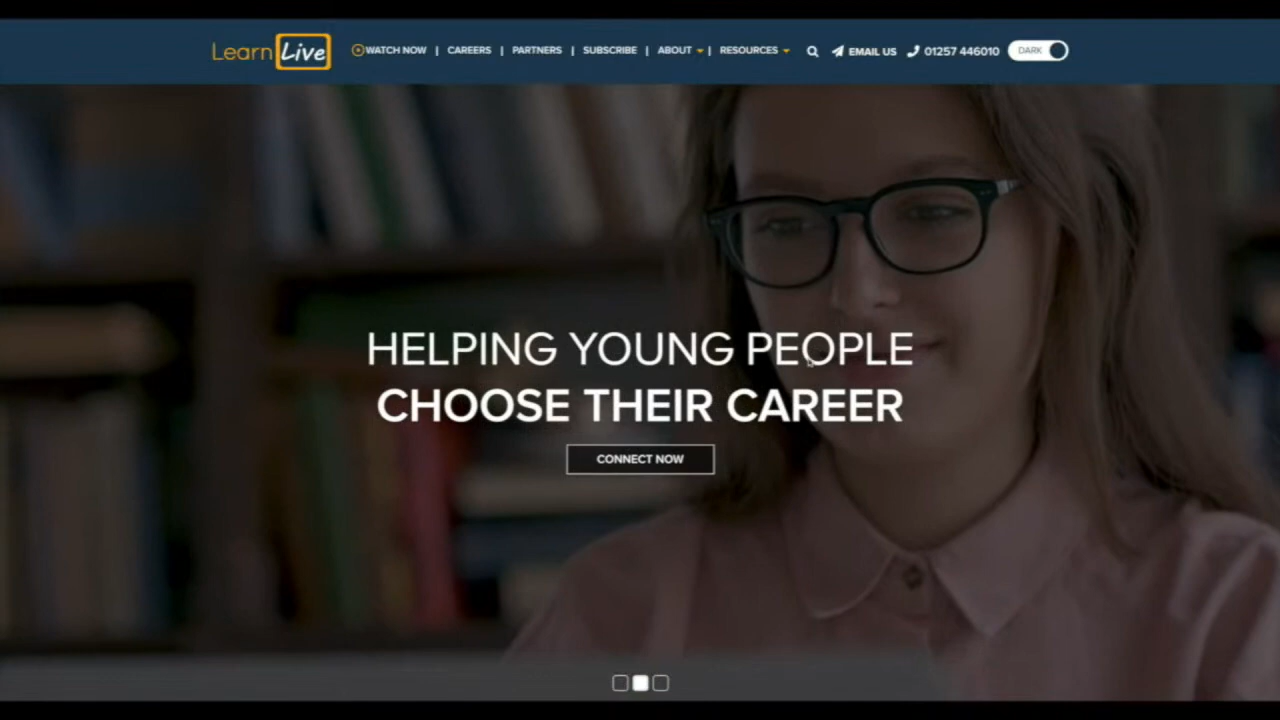 Learn Live WATCH NOW | CAREERS | PARTNERS | SUBSCRIBE | ABOUT | RESOURCES EMAIL US 01257 446010 DARK
HELPING YOUNG PEOPLE
CHOOSE THEIR CAREER
CONNECT NOW